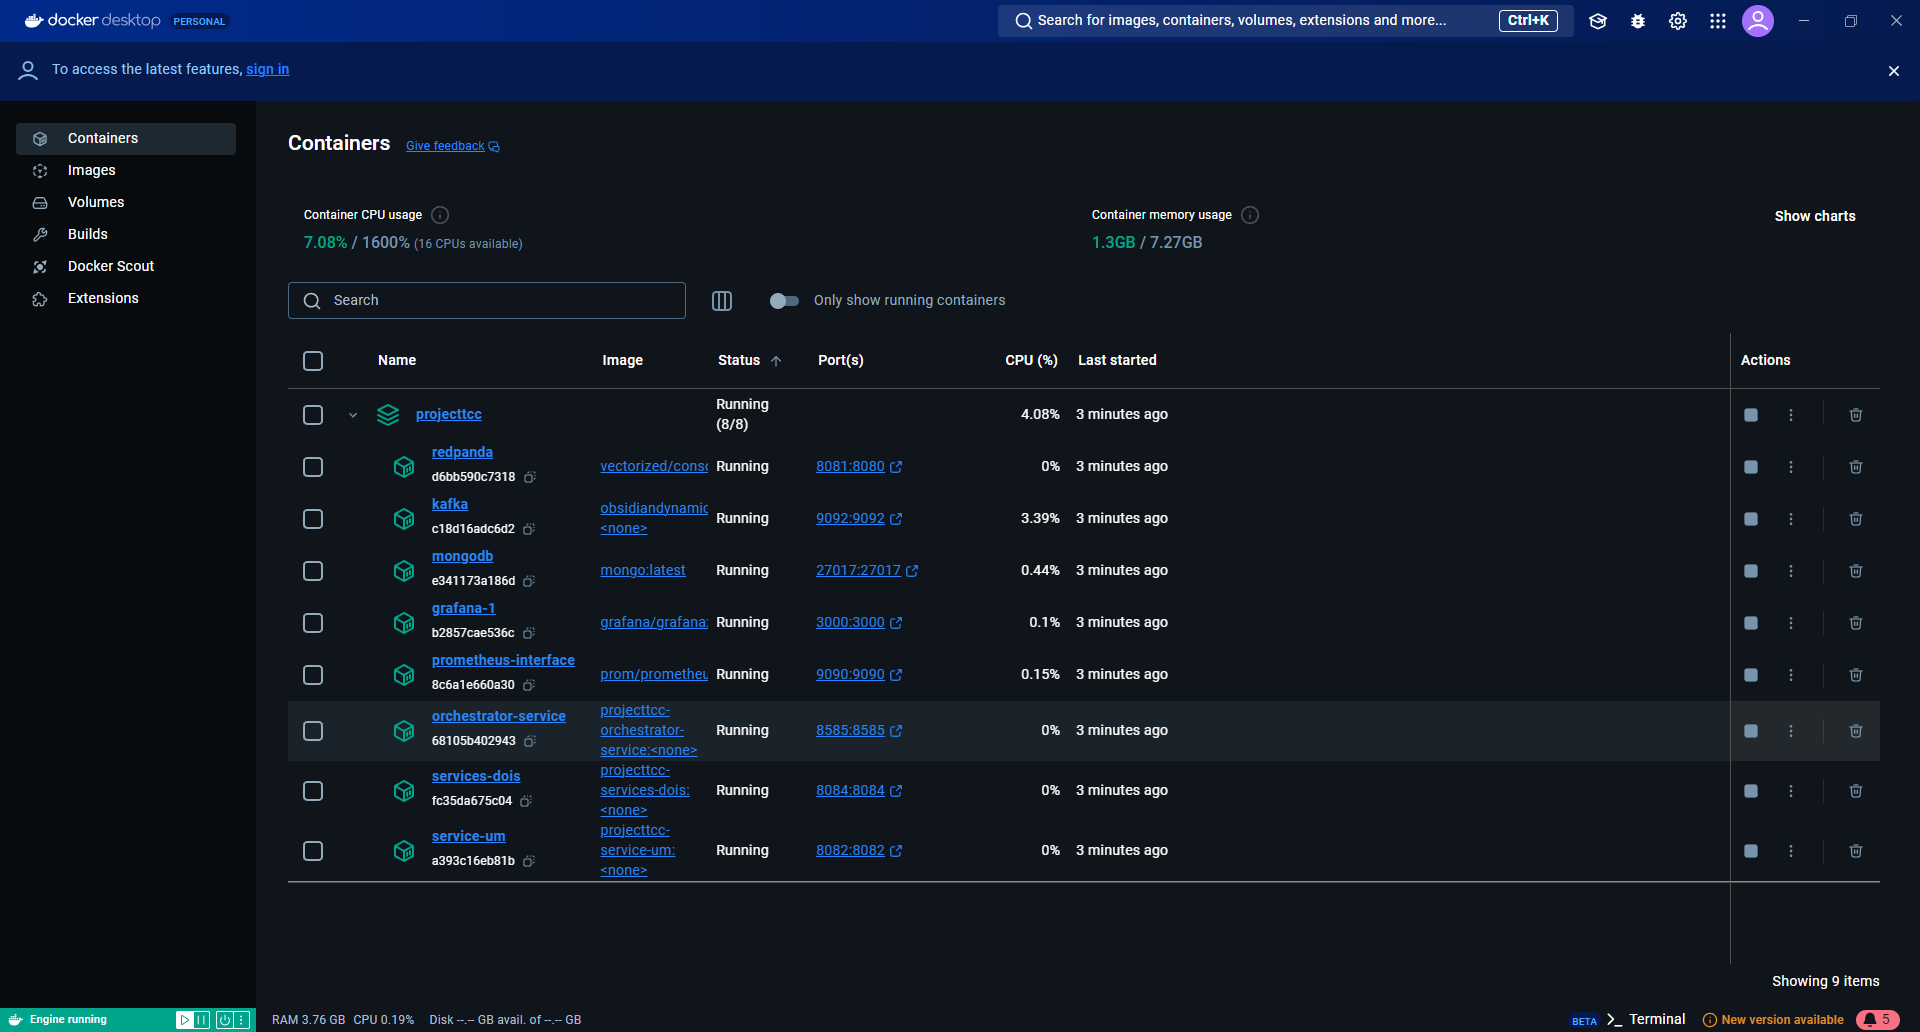 docker desktop PERSONAL
Search for images, containers, volumes, extensions and more... Ctrl+K
To access the latest features, sign in
Containers
Images
Volumes
Builds
Docker Scout
Extensions
Containers Give feedback
Container CPU usage
7.08% / 1600% (16 CPUs available)
Container memory usage
1.3GB / 7.27GB
Show charts
Search
Only show running containers
Name Image Status Port(s) CPU (%) Last started Actions
projecttcc Running (8/8) 4.08% 3 minutes ago
redpanda
d6bb590c7318
vectorized/conso Running 8081:8080 0% 3 minutes ago
kafka
c18d16adc6d2
obsidiandynamic
<none>
Running 9092:9092 3.39% 3 minutes ago
mongodb
e341173a186d
mongo:latest Running 27017:27017 0.44% 3 minutes ago
grafana-1
b2857cae536c
grafana/grafana: Running 3000:3000 0.1% 3 minutes ago
prometheus-interface
8c6a1e660a30
prom/prometheu Running 9090:9090 0.15% 3 minutes ago
orchestrator-service
68105b402943
projecttcc-
orchestrator-
service:<none>
Running 8585:8585 0% 3 minutes ago
services-dois
fc35da675c04
projecttcc-
services-dois:
<none>
Running 8084:8084 0% 3 minutes ago
service-um
a393c16eb81b
projecttcc-
service-um:
<none>
Running 8082:8082 0% 3 minutes ago
Showing 9 items
Engine running
RAM 3.76 GB CPU 0.19% Disk --.-- GB avail. of --.-- GB
BETA Terminal New version available 5